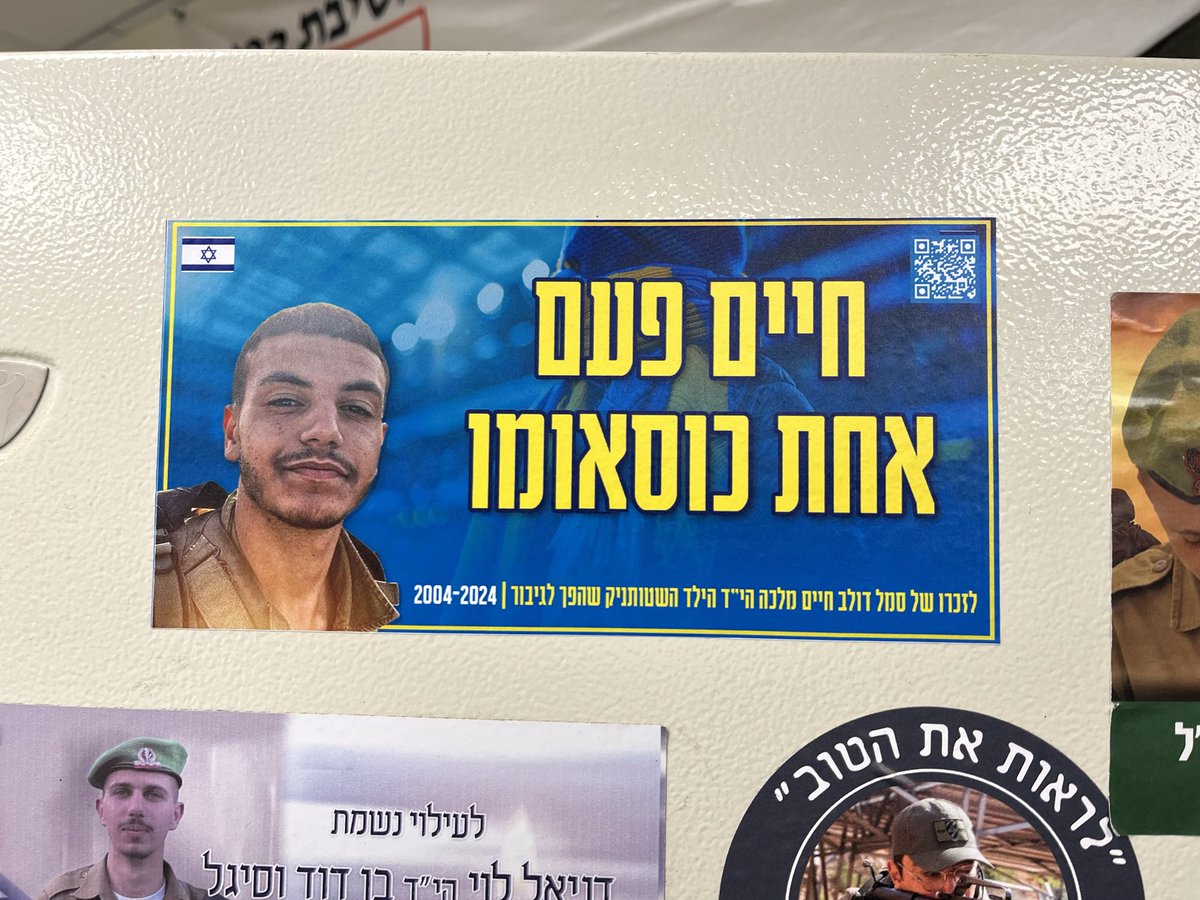 חיים פעם
אחת כוסאומו
לזכרו של סמל דולב חיים מלכה הי״ד הילד השטותניק שהפך לגיבור | 2004-2024
לעילוי נשמת
דויאל לוי הי״ד בן דוד וסיגל
"לראות את הטוב"